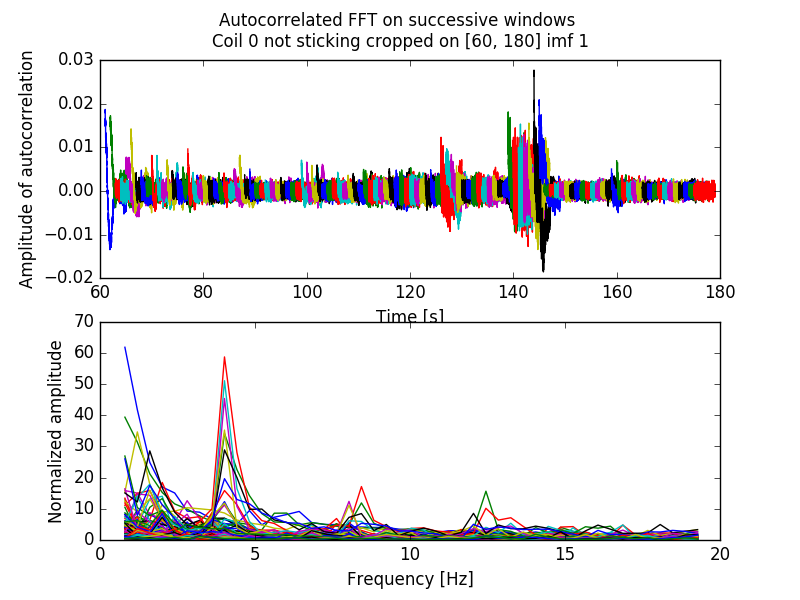 Autocorrelated FFT on successive windows
Coil 0 not sticking cropped on [60, 180] imf 1
Amplitude of autocorrelation
0.03
0.02
0.01
0.00
−0.01
−0.02
60 80 100 120 140 160 180
Time [s]
Normalized amplitude
70
60
50
40
30
20
10
0
0 5 10 15 20
Frequency [Hz]